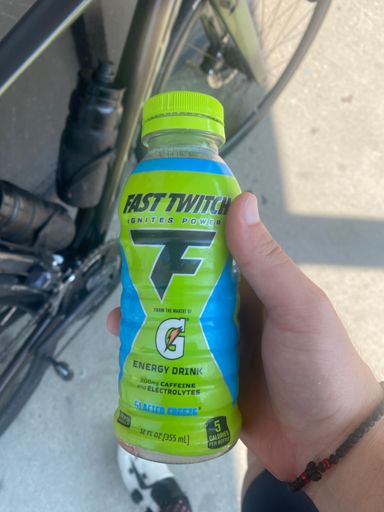 FAST TWITCH
IGNITES POWER
FROM THE MAKERS OF
G
ENERGY DRINK
200mg CAFFEINE
AND ELECTROLYTES
GLACIER FREEZE
12 FL OZ (355 mL)
5
CALORIES
PER BOTTLE